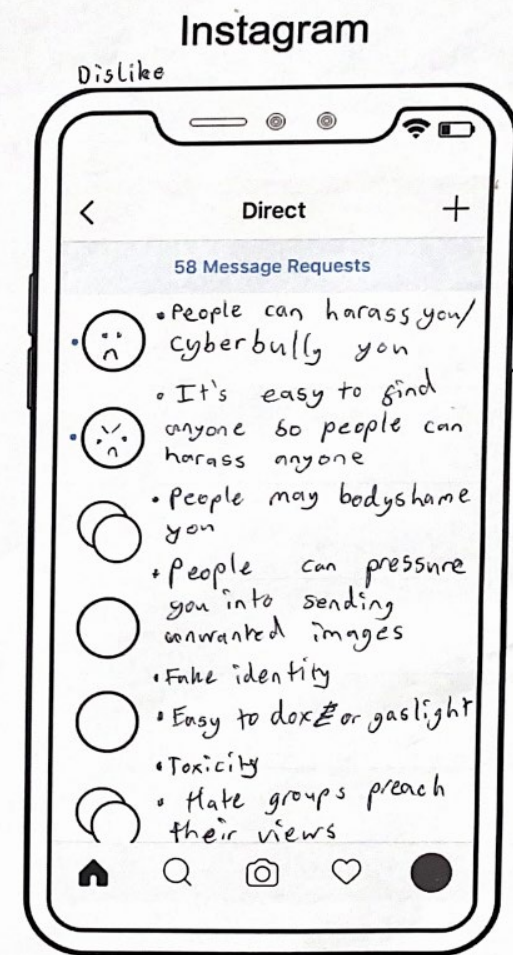 Instagram
Dislike
Direct
58 Message Requests
• People can harass you/
cyberbully you
• It's easy to find
anyone so people can
harass anyone
• People may bodyshame
you
• People can pressure
you into sending
unwanted images
• Fake identity
• Easy to dox or gaslight
• Toxicity
• Hate groups preach
their views